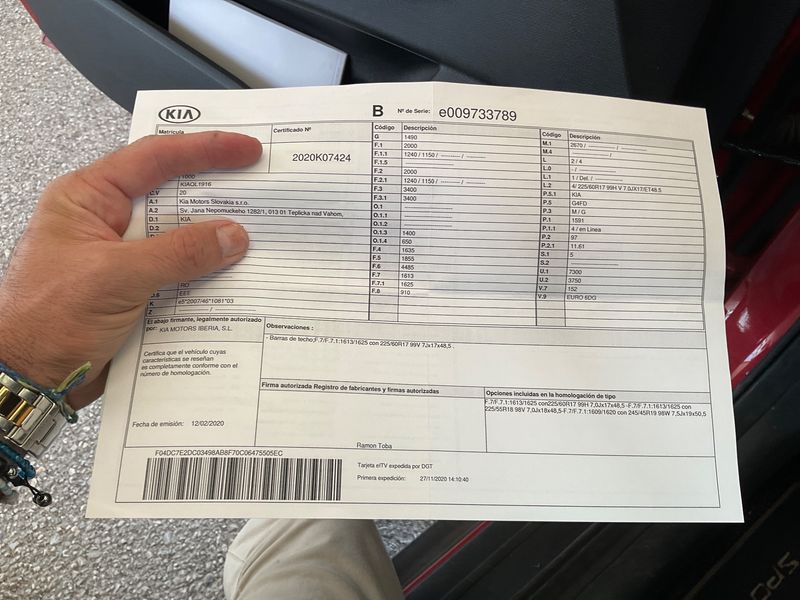 KIA
B Nº de Serie: e009733789
Matrícula
Certificado Nº
2020K07424
KIAOL1916
C.V 20
A.1 Kia Motors Slovakia s.r.o.
A.2 Sv. Jana Nepomuckeho 1282/1, 013 01 Teplicka nad Vahom,
D.1 KIA
D.2
RO
EEI
K e5*2007/46*1081*03
Z
Código Descripción
G 1490
F.1 2000
F.1.1 1240 / 1150 /
F.1.5
F.2 2000
F.2.1 1240 / 1150 /
F.3 3400
F.3.1 3400
O.1
O.1.1
O.1.2
O.1.3 1400
O.1.4 650
F.4 1635
F.5 1855
F.6 4485
F.7 1613
F.7.1 1625
F.8 910
Código Descripción
M.1 2670 /
M.4
L 2 / 4
L.0 - /
L.1 1 / Del. /
L.2 4/ 225/60R17 99H V 7.0JX17/ET48.5
P.5.1 KIA
P.5 G4FD
P.3 M / G
P.1 1591
P.1.1 4 / en Línea
P.2 97
P.2.1 11.61
S.1 5
S.2
U.1 7300
U.2 3750
V.7 152
V.9 EURO 6DG
El abajo firmante, legalmente autorizado
por: KIA MOTORS IBERIA, S.L.
Certifica que el vehículo cuyas
características se reseñan
es completamente conforme con el
número de homologación.
Fecha de emisión: 12/02/2020
Observaciones :
- Barras de techo;F.7/F.7.1:1613/1625 con 225/60R17 99V 7Jx17x48,5 .
Firma autorizada Registro de fabricantes y firmas autorizadas
Ramon Toba
Opciones incluidas en la homologación de tipo
F.7/F.7.1:1613/1625 con225/60R17 99H 7,0Jx17x48,5 -F.7/F.7.1:1613/1625 con
225/55R18 98V 7,0Jx18x48,5-F.7/F.7.1:1609/1620 con 245/45R19 98W 7,5Jx19x50,5
F04DC7E2DC03498AB8F70C06475505EC
Tarjeta eITV expedida por DGT
Primera expedición: 27/11/2020 14:10:40